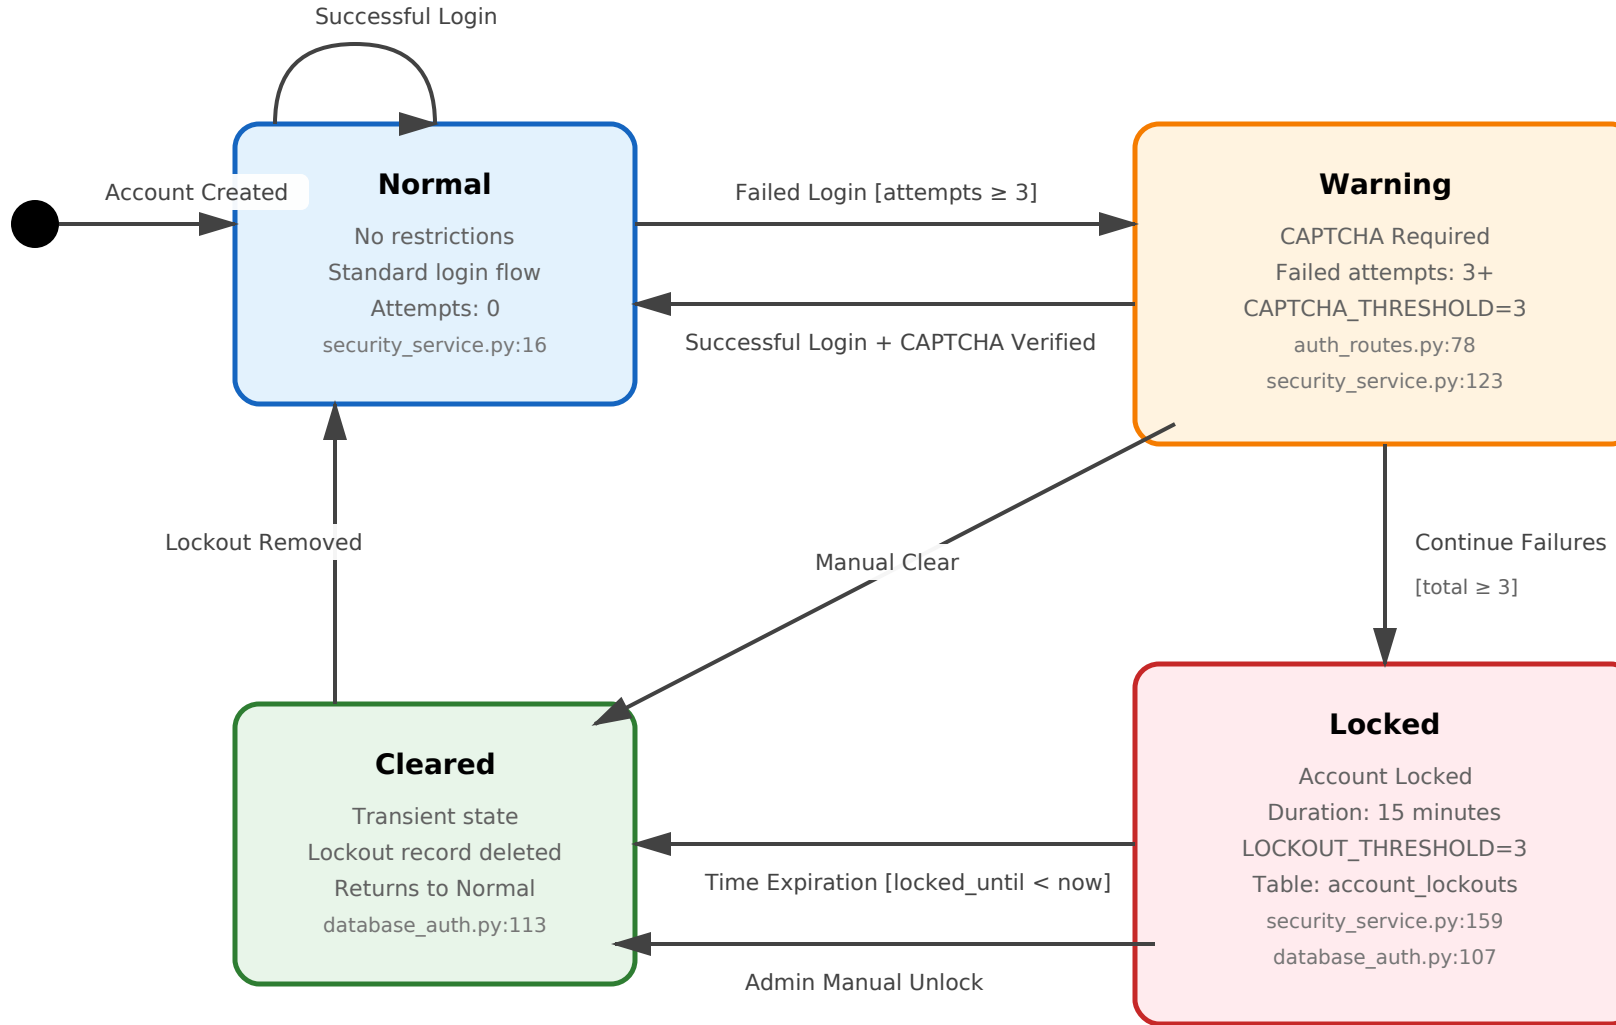 Successful Login
Account Created
Normal
No restrictions
Standard login flow
Attempts: 0
security_service.py:16
Failed Login [attempts ≥ 3]
Successful Login + CAPTCHA Verified
Warning
CAPTCHA Required
Failed attempts: 3+
CAPTCHA_THRESHOLD=3
auth_routes.py:78
security_service.py:123
Lockout Removed
Manual Clear
Continue Failures
[total ≥ 3]
Cleared
Transient state
Lockout record deleted
Returns to Normal
database_auth.py:113
Time Expiration [locked_until < now]
Admin Manual Unlock
Locked
Account Locked
Duration: 15 minutes
LOCKOUT_THRESHOLD=3
Table: account_lockouts
security_service.py:159
database_auth.py:107